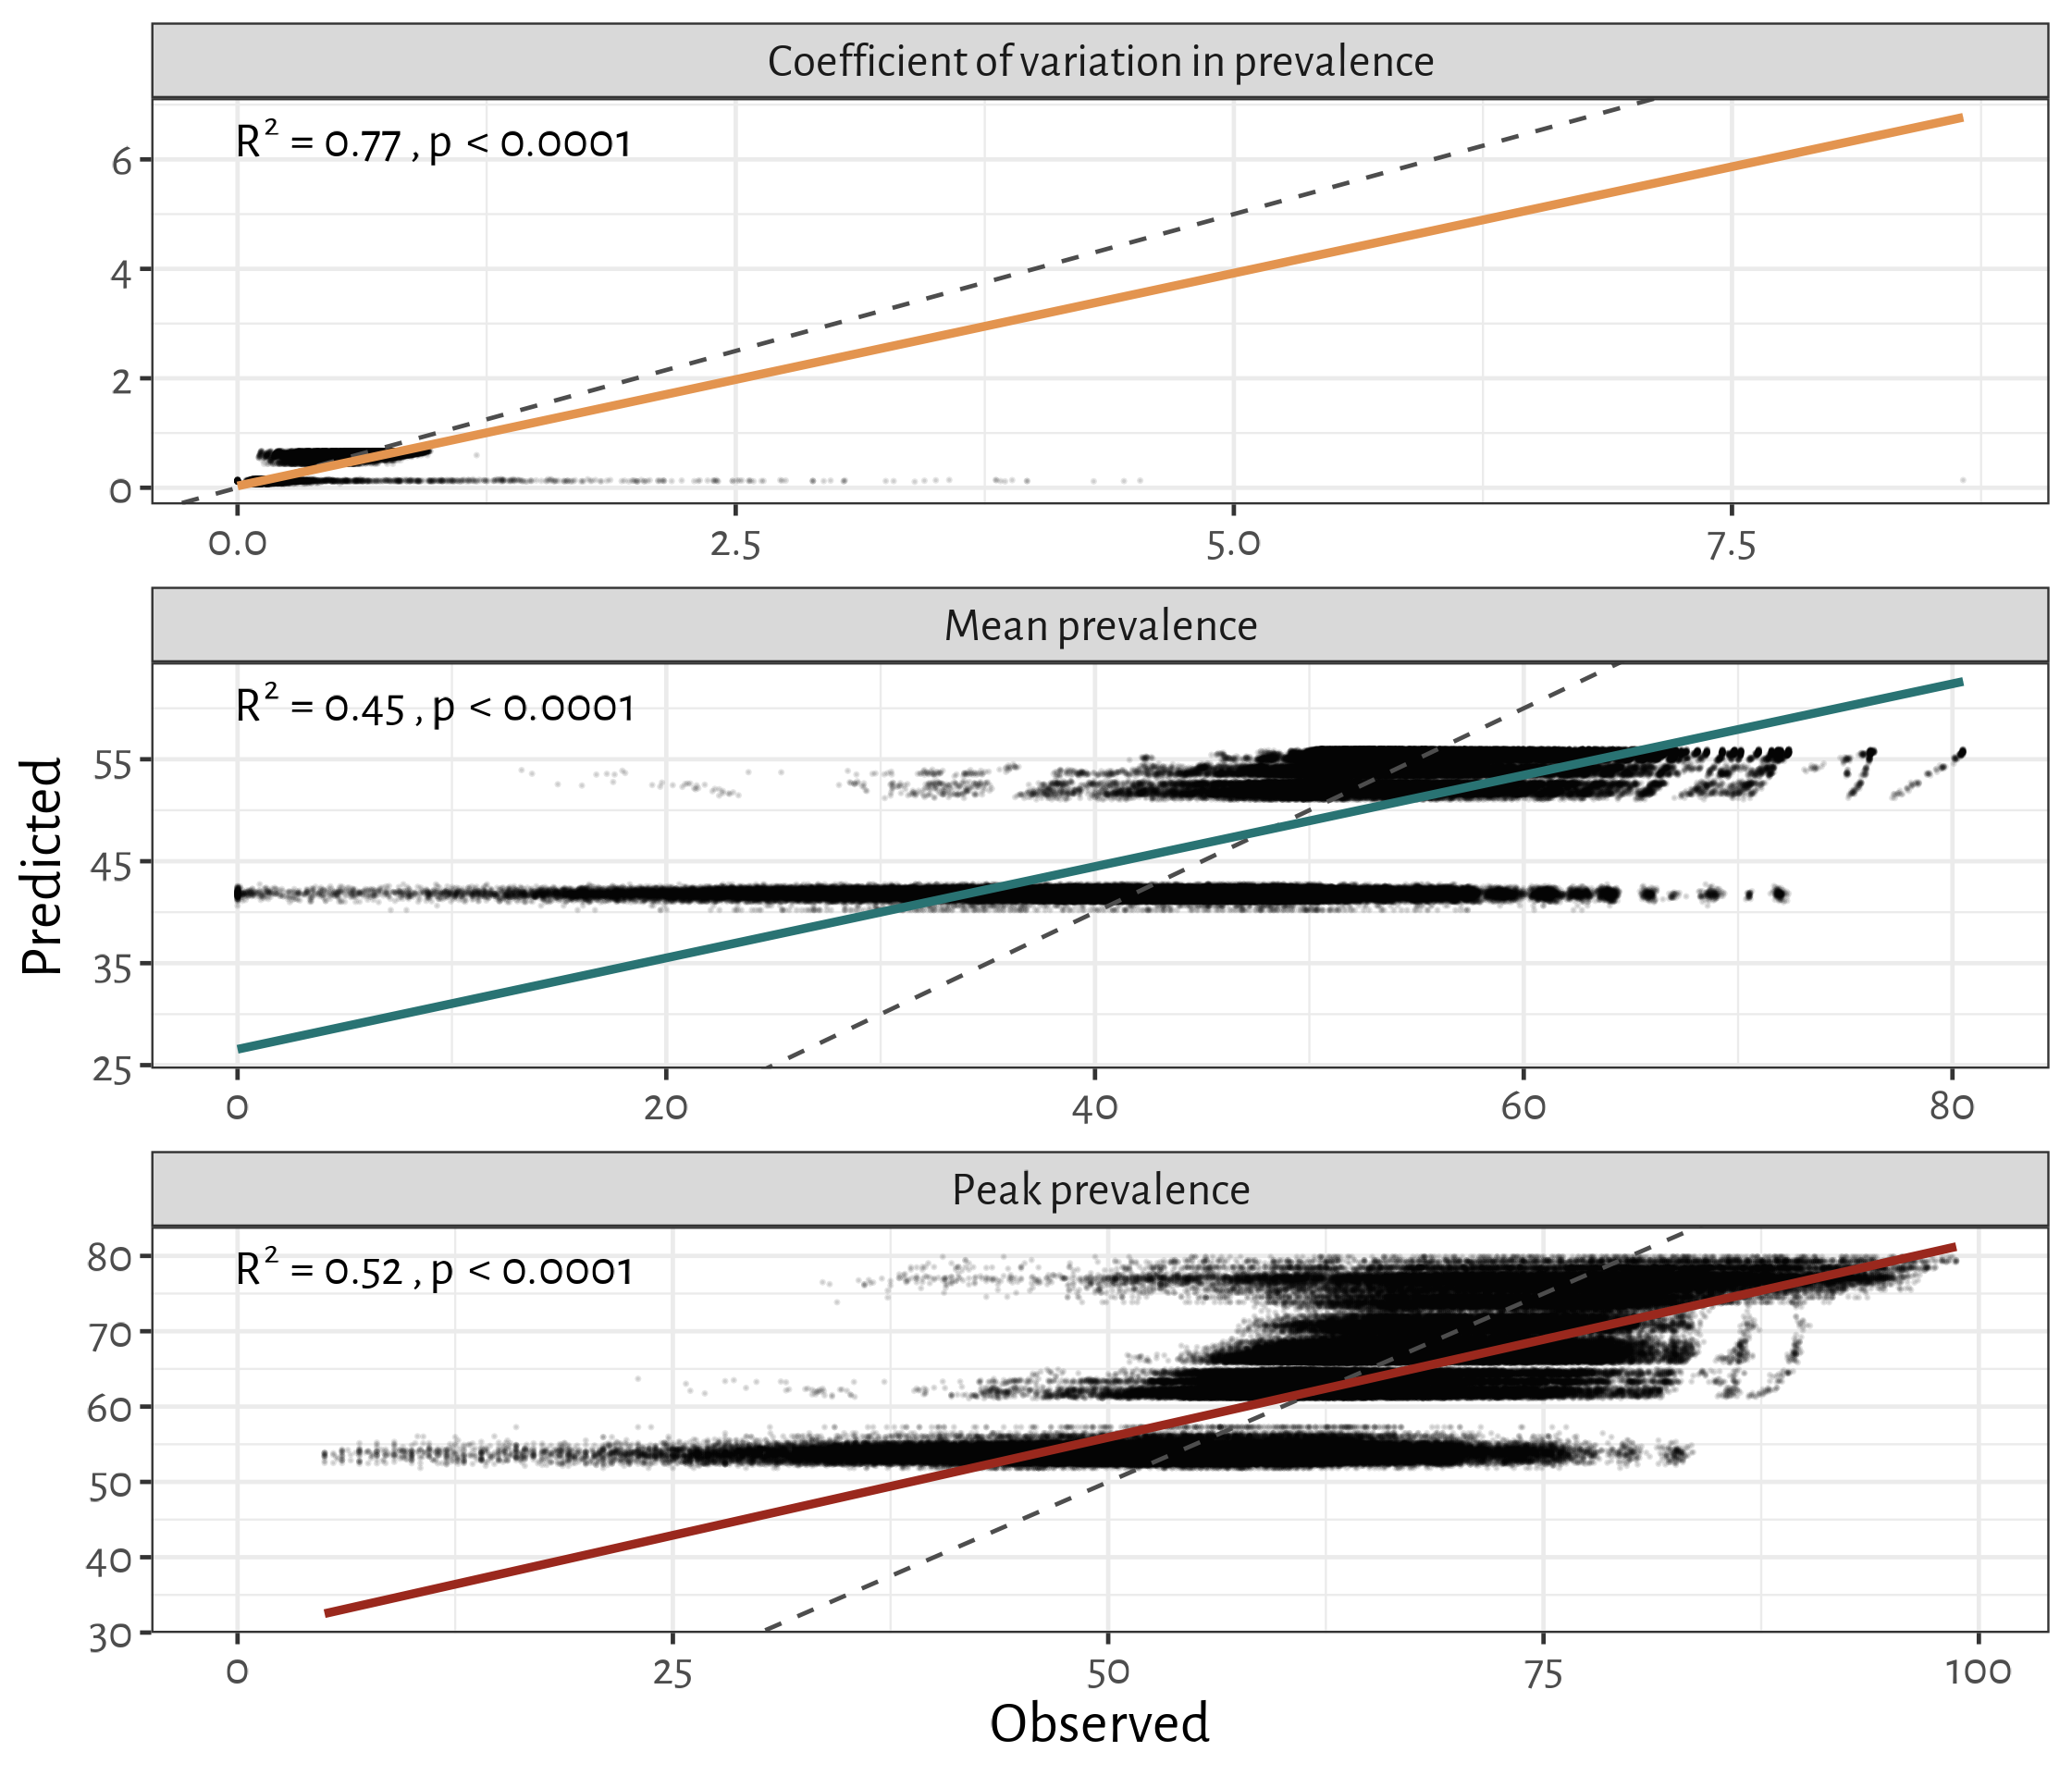 Coefficient of variation in prevalence
R² = 0.77 , p < 0.0001
6
4
2
0
0.0 2.5 5.0 7.5
Mean prevalence
R² = 0.45 , p < 0.0001
55
45
35
25
0 20 40 60 80
Predicted
Peak prevalence
R² = 0.52 , p < 0.0001
80
70
60
50
40
30
0 25 50 75 100
Observed